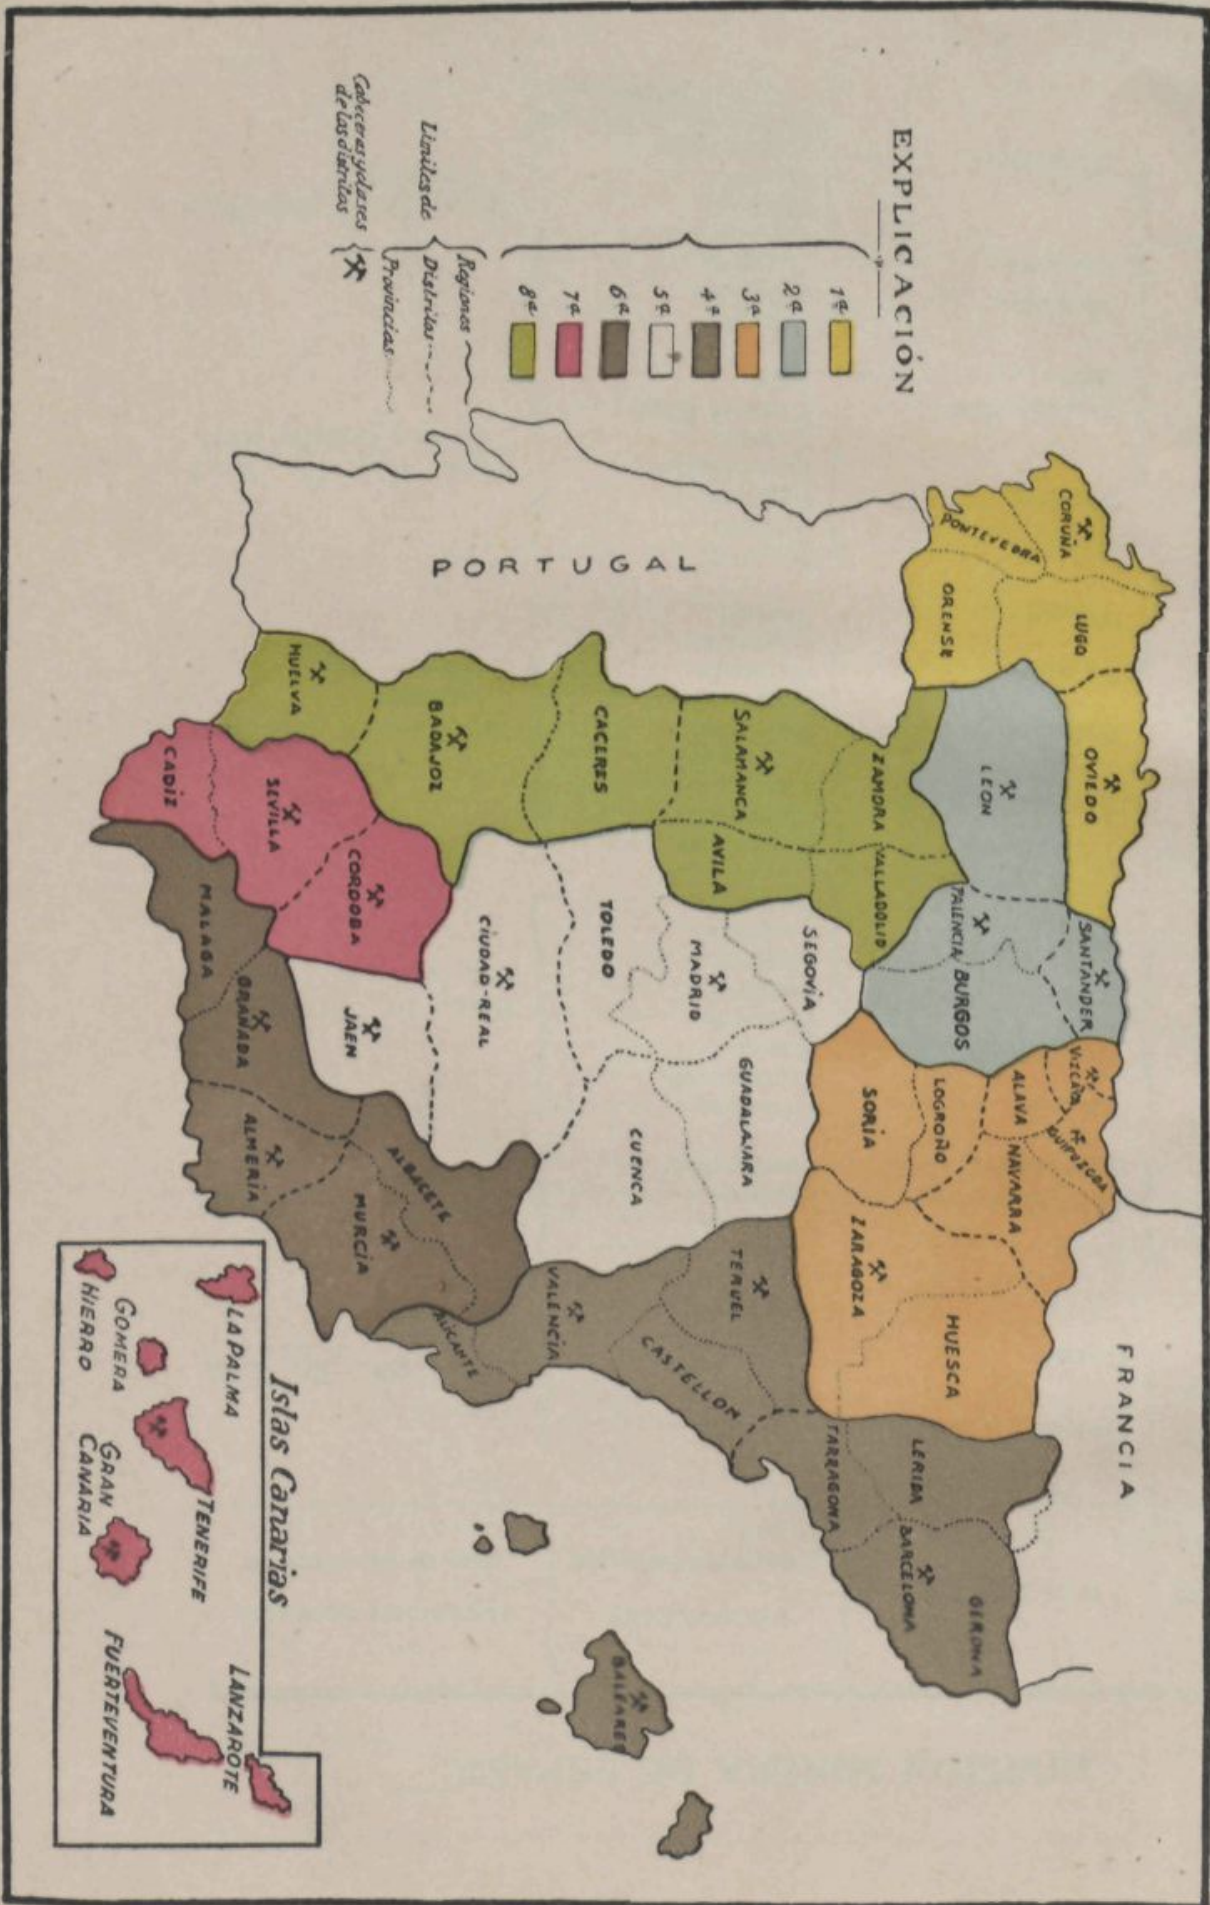 EXPLICACIÓN
1ª
2ª
3ª
4ª
5ª
6ª
7ª
8ª
Limites de
Regiones
Distritos
Provincias
Cabeceras y clases
de las distritos
FRANCIA
PORTUGAL
CORUÑA
LUGO
PONTEVEDRA
ORENSE
OVIEDO
LEON
SANTANDER
PALENCIA
BURGOS
VIZCAYA
GUIPUZCOA
ALAVA
NAVARRA
LOGROÑO
SORIA
ZARAGOZA
HUESCA
LERIDA
GERONA
BARCELONA
TARRAGONA
ZAMORA
VALLADOLID
SALAMANCA
AVILA
SEGOVIA
MADRID
GUADALAJARA
TERUEL
CASTELLON
CACERES
TOLEDO
CUENCA
VALENCIA
BALEARES
BADAJOZ
CIUDAD-REAL
ALBACETE
ALICANTE
HUELVA
SEVILLA
CORDOBA
JAEN
MURCIA
CADIZ
MALAGA
GRANADA
ALMERIA
Islas Canarias
LA PALMA
TENERIFE
LANZAROTE
GOMERA
HIERRO
GRAN
CANARIA
FUERTEVENTURA